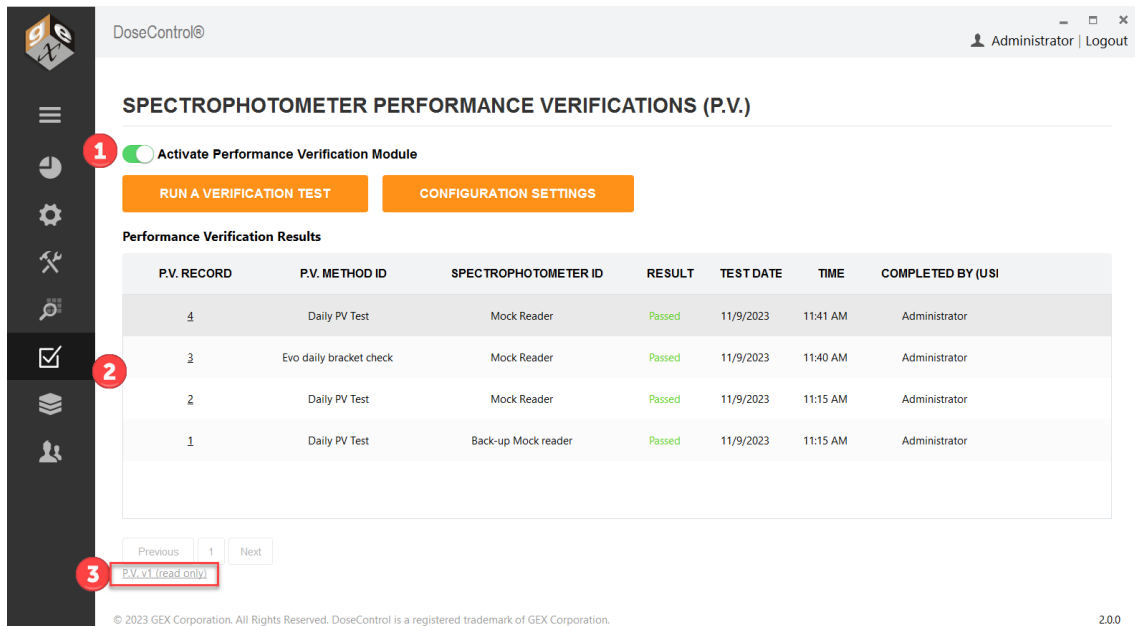 gex
DoseControl®
Administrator | Logout
SPECTROPHOTOMETER PERFORMANCE VERIFICATIONS (P.V.)
1
Activate Performance Verification Module
RUN A VERIFICATION TEST CONFIGURATION SETTINGS
Performance Verification Results
P.V. RECORD P.V. METHOD ID SPECTROPHOTOMETER ID RESULT TEST DATE TIME COMPLETED BY (USI
4 Daily PV Test Mock Reader Passed 11/9/2023 11:41 AM Administrator
3 Evo daily bracket check Mock Reader Passed 11/9/2023 11:40 AM Administrator
2
2 Daily PV Test Mock Reader Passed 11/9/2023 11:15 AM Administrator
1 Daily PV Test Back-up Mock reader Passed 11/9/2023 11:15 AM Administrator
Previous 1 Next
3
P.V. v1 (read only)
© 2023 GEX Corporation. All Rights Reserved. DoseControl is a registered trademark of GEX Corporation. 2.0.0